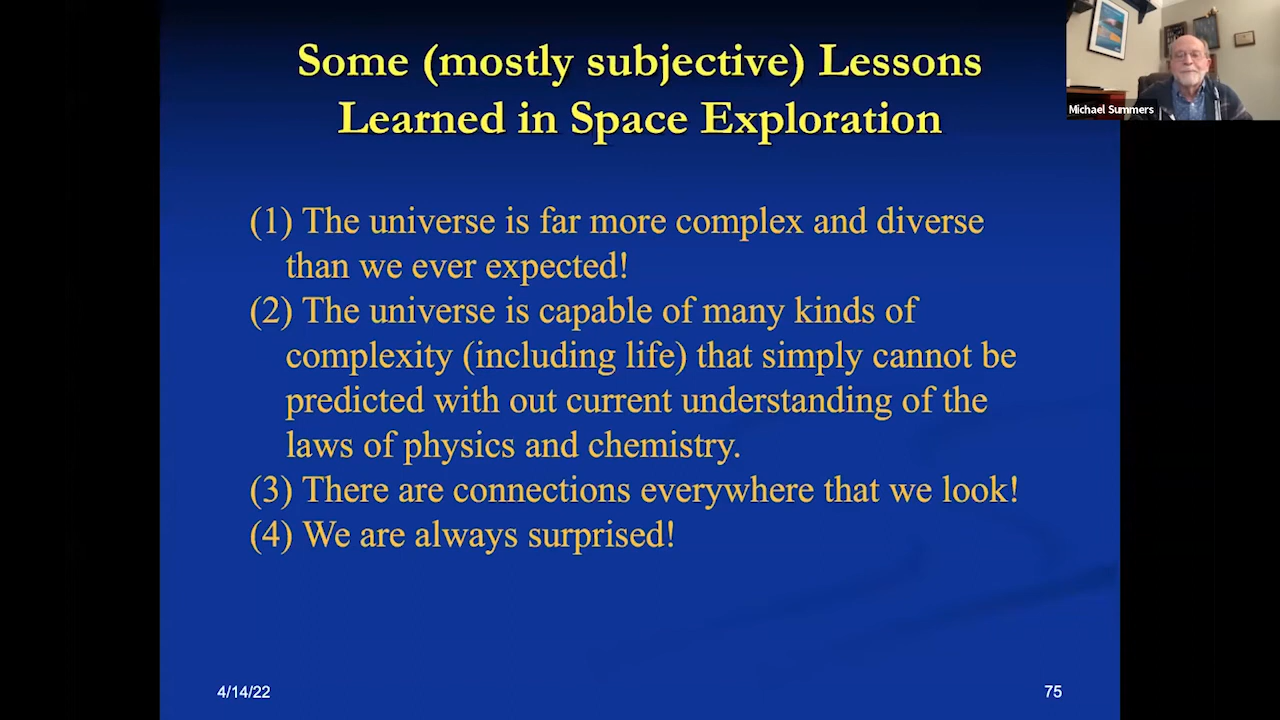 Some (mostly subjective) Lessons
Learned in Space Exploration
Michael Summers
(1) The universe is far more complex and diverse
than we ever expected!
(2) The universe is capable of many kinds of
complexity (including life) that simply cannot be
predicted with out current understanding of the
laws of physics and chemistry.
(3) There are connections everywhere that we look!
(4) We are always surprised!
4/14/22
75